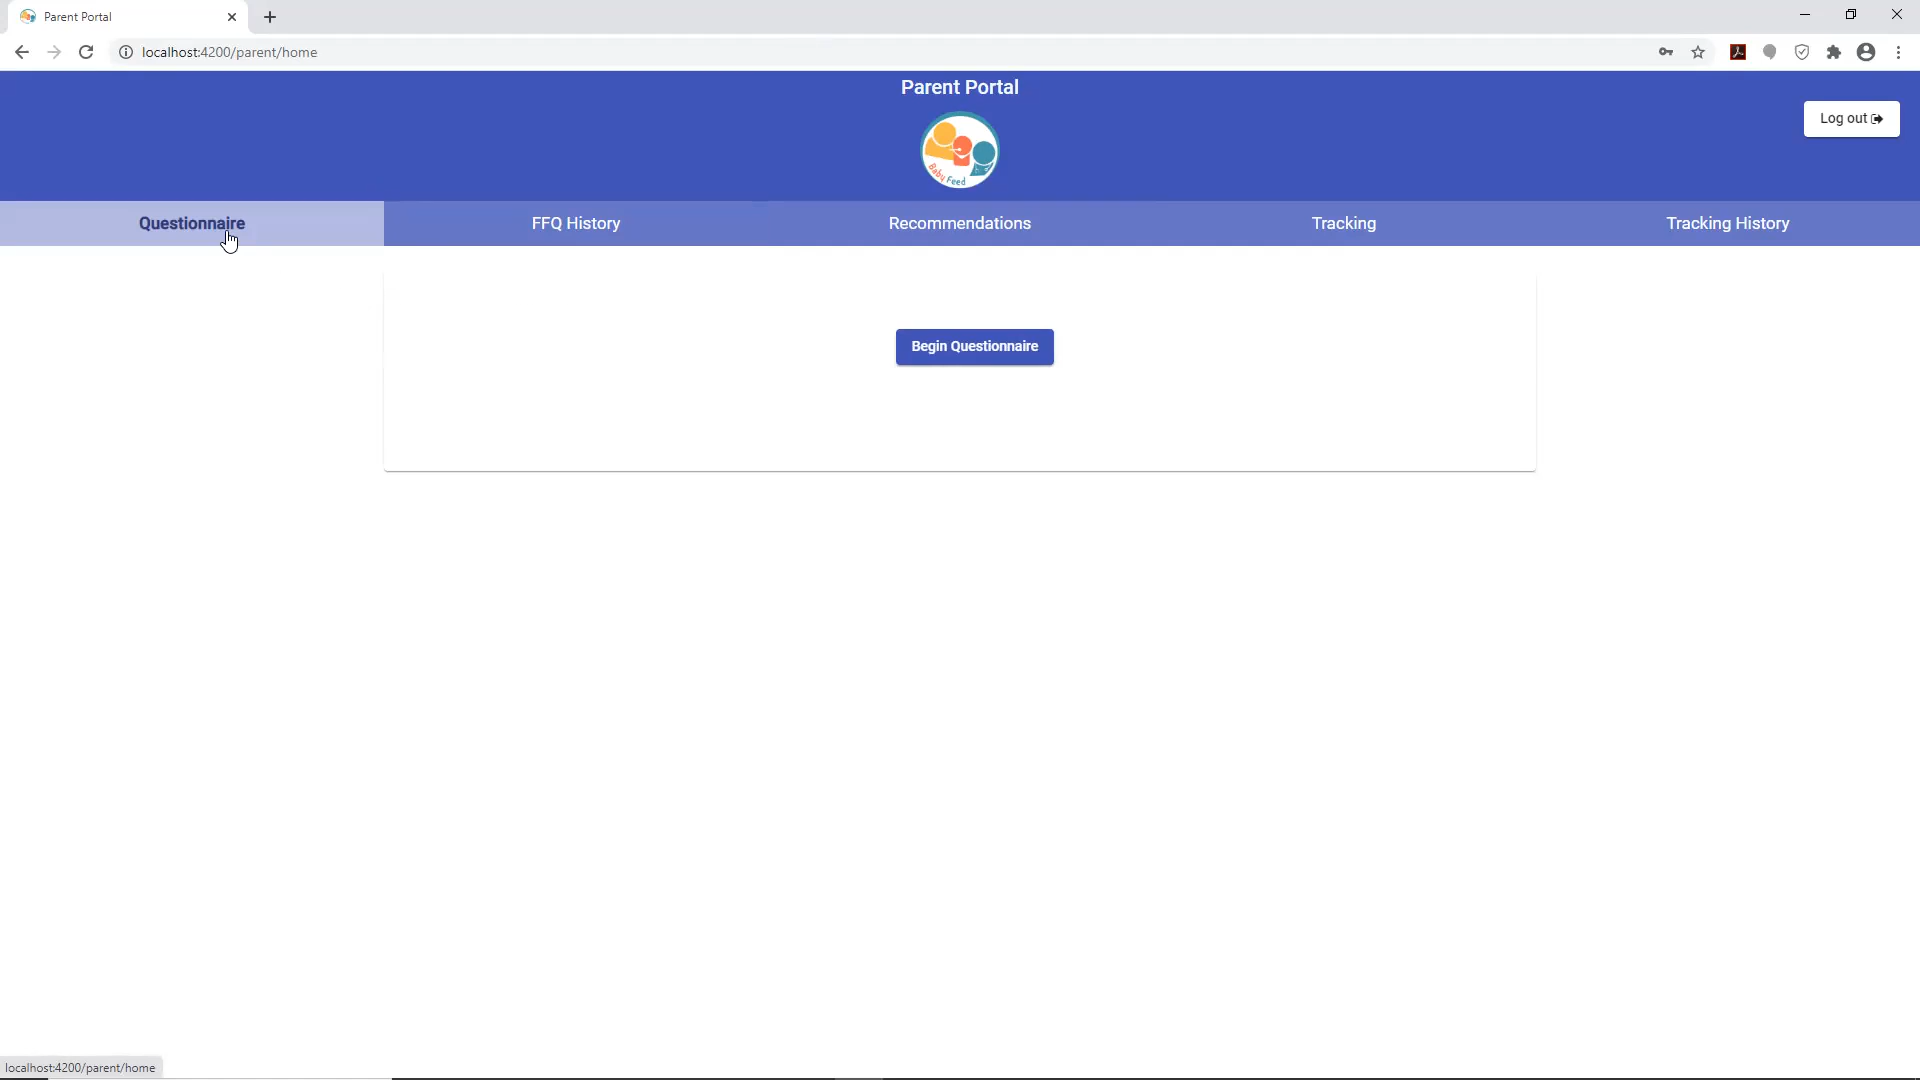 Parent Portal
localhost:4200/parent/home
Parent Portal
Baby Feed
Log out
Questionnaire
FFQ History
Recommendations
Tracking
Tracking History
Begin Questionnaire
localhost:4200/parent/home